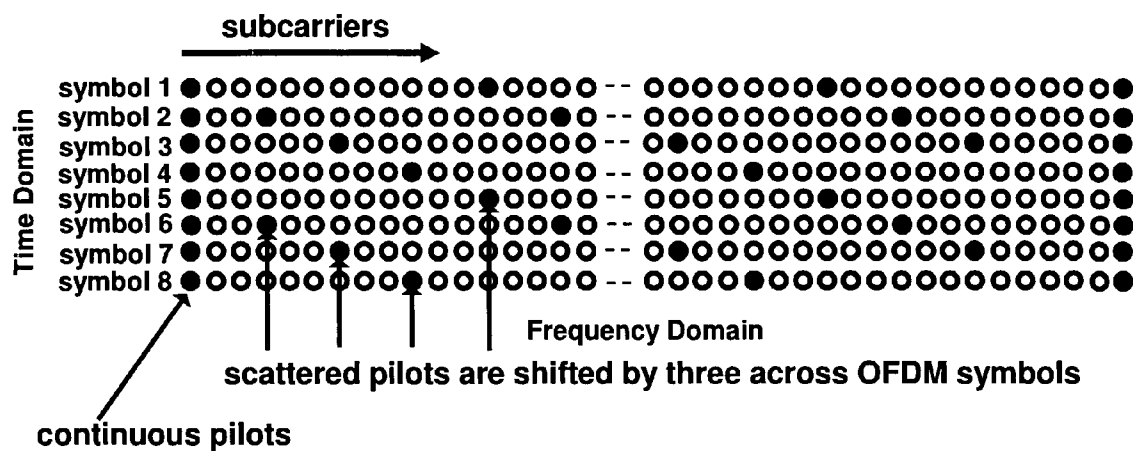 subcarriers
symbol 1
symbol 2
symbol 3
symbol 4
symbol 5
symbol 6
symbol 7
symbol 8
Time Domain
Frequency Domain
scattered pilots are shifted by three across OFDM symbols
continuous pilots